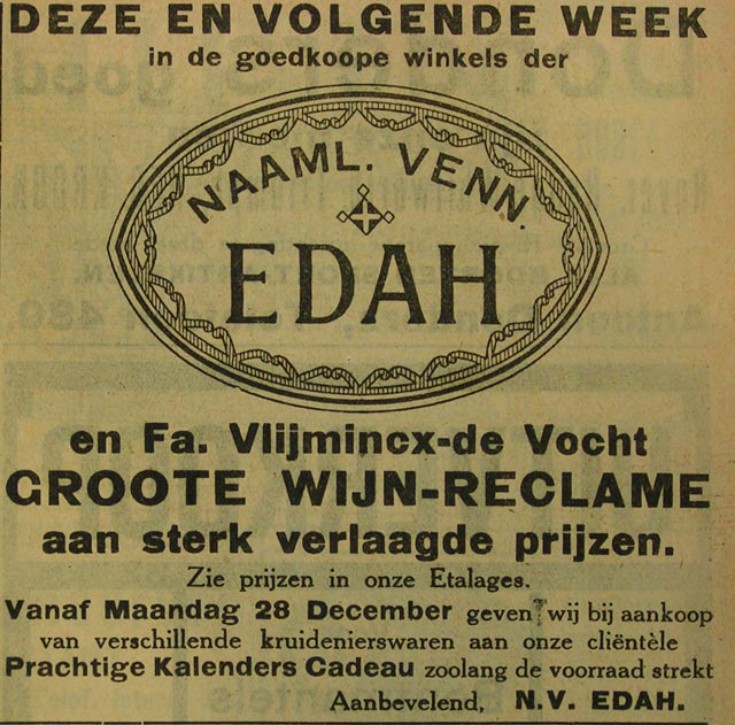 DEZE EN VOLGENDE WEEK
in de goedkoope winkels der
NAAML. VENN.
EDAH
en Fa. Vlijmincx-de Vocht
GROOTE WIJN-RECLAME
aan sterk verlaagde prijzen.
Zie prijzen in onze Etalages.
Vanaf Maandag 28 December geven wij bij aankoop
van verschillende kruidenierswaren aan onze cliëntèle
Prachtige Kalenders Cadeau zoolang de voorraad strekt
Aanbevelend, N.V. EDAH.